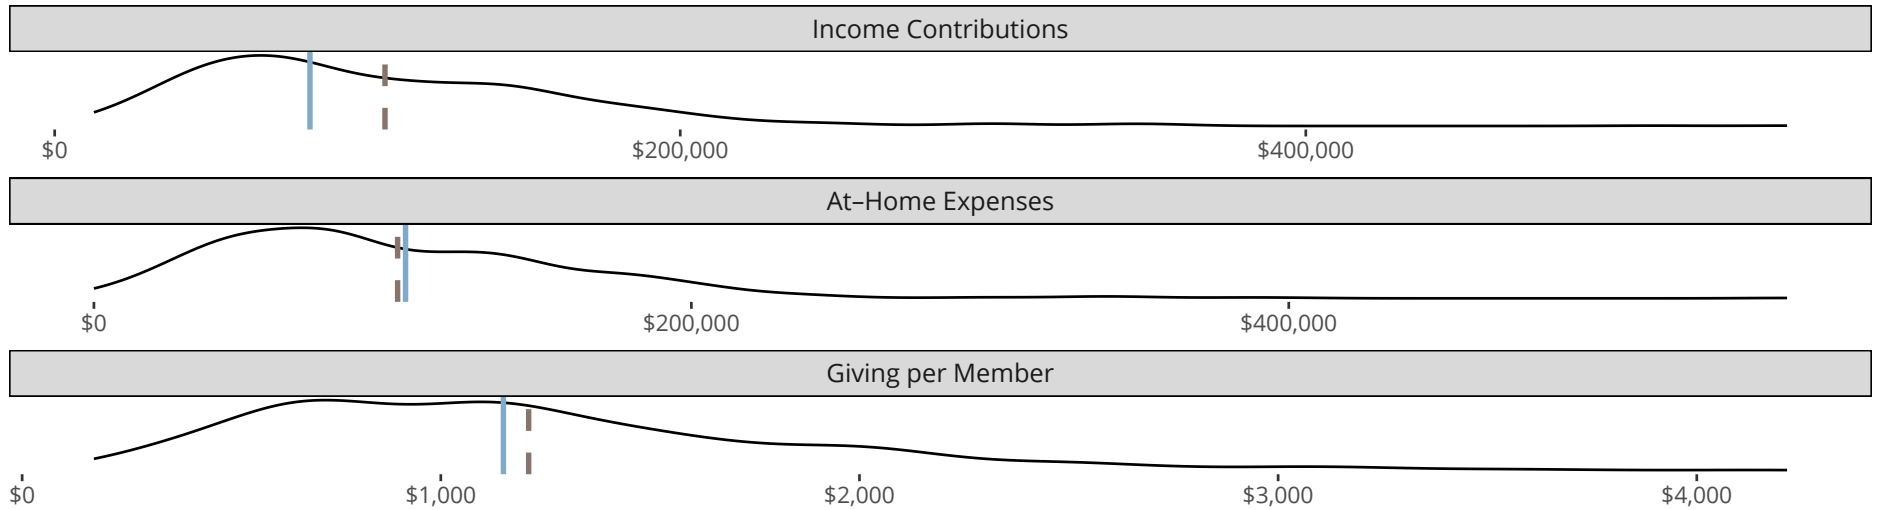 Income Contributions
$0 $200,000 $400,000
At–Home Expenses
$0 $200,000 $400,000
Giving per Member
$0 $1,000 $2,000 $3,000 $4,000